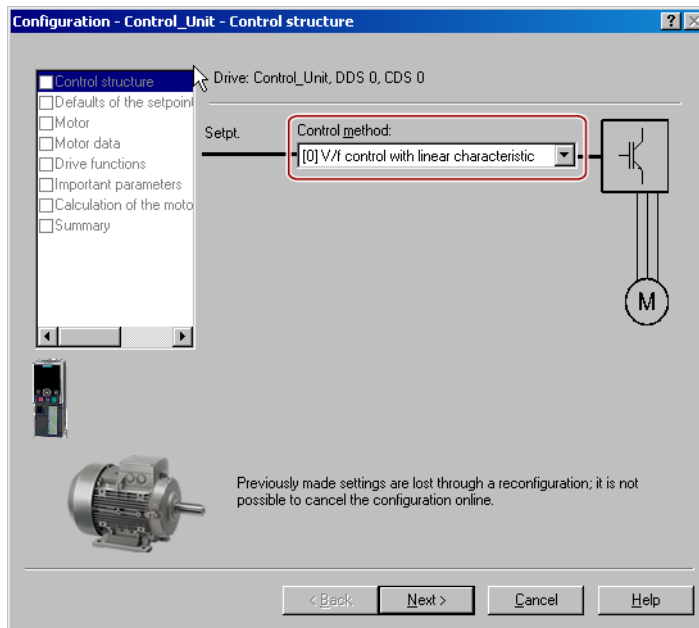 Configuration - Control_Unit - Control structure
Control structure
Defaults of the setpoint
Motor
Motor data
Drive functions
Important parameters
Calculation of the moto
Summary
Drive: Control_Unit, DDS 0, CDS 0
Setpt.
Control method:
[0] V/f control with linear characteristic
M
Previously made settings are lost through a reconfiguration; it is not
possible to cancel the configuration online.
< Back
Next >
Cancel
Help